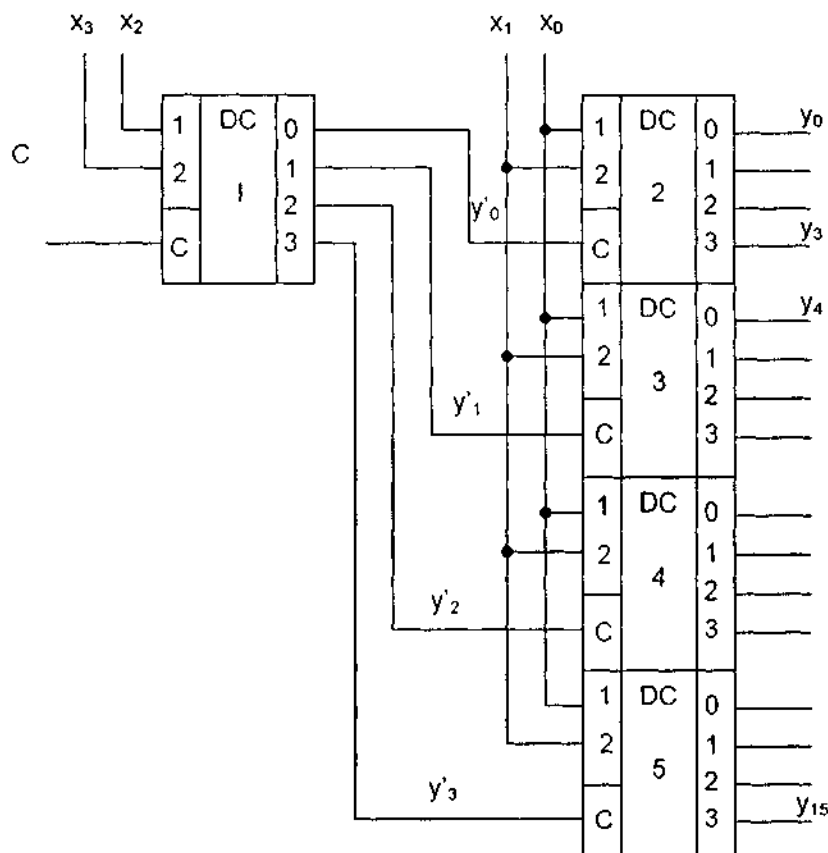 x₃ x₂ x₁ x₀
C
1 DC 0
2 1
1 2
C 3
y'₀
y'₁
y'₂
y'₃
1 DC 0 y₀
2 1
2 2
C 3 y₃
1 DC 0 y₄
2 1
3 2
C 3
1 DC 0
2 1
4 2
C 3
1 DC 0
2 1
5 2
C 3 y₁₅